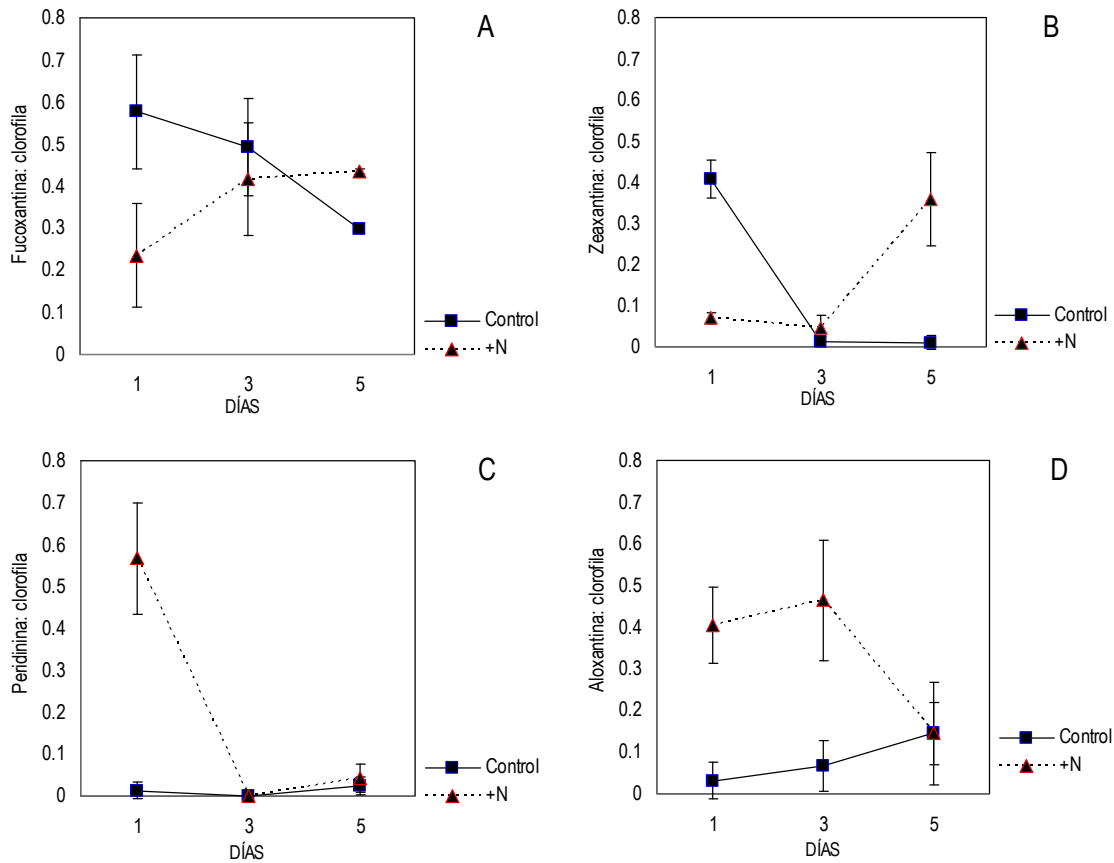 A
Fucoxantina: clorofila
0.8
0.7
0.6
0.5
0.4
0.3
0.2
0.1
0
1 3 5
DÍAS
Control
+N
B
Zeaxantina: clorofila
0.8
0.7
0.6
0.5
0.4
0.3
0.2
0.1
0
1 3 5
DÍAS
Control
+N
C
Peridinina: clorofila
0.8
0.7
0.6
0.5
0.4
0.3
0.2
0.1
0
1 3 5
DÍAS
Control
+N
D
Aloxantina: clorofila
0.8
0.7
0.6
0.5
0.4
0.3
0.2
0.1
0
1 3 5
DÍAS
Control
+N